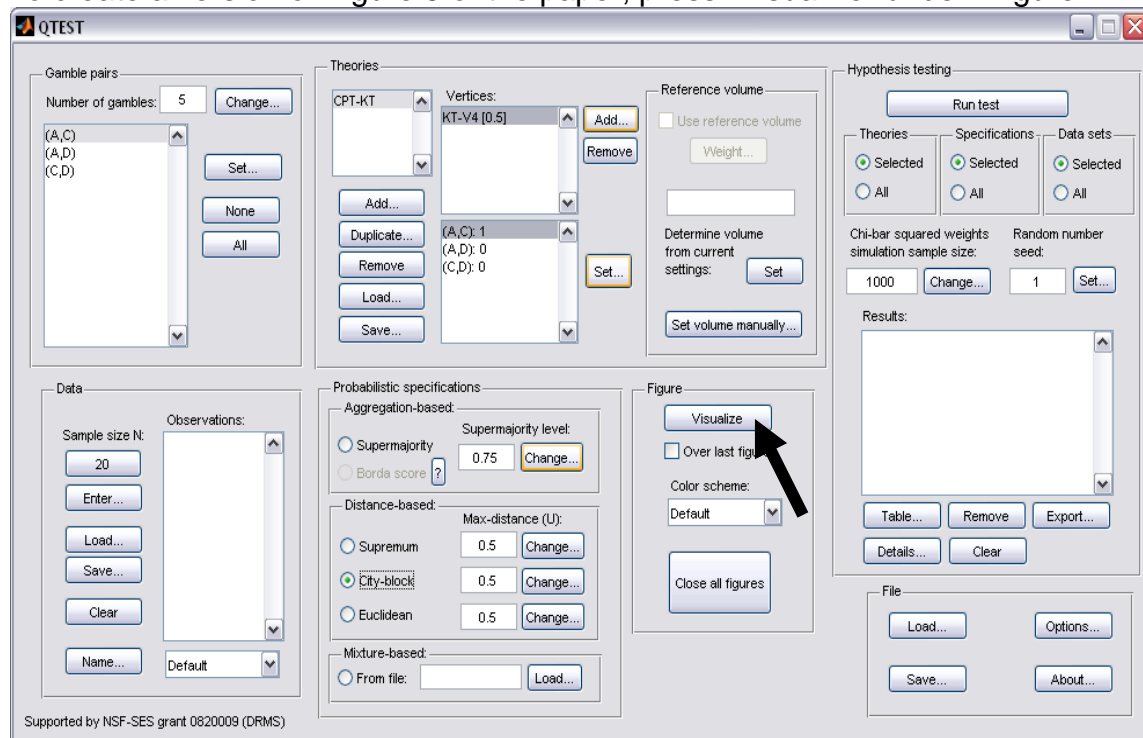 QTEST
Gamble pairs
Number of gambles: 5 Change...
(A,C)
(A,D)
(C,D)
Set...
None
All
Theories
CPT-KT
Vertices:
KT-V4 [0.5]
Add...
Remove
Add...
Duplicate...
Remove
Load...
Save...
(A,C): 1
(A,D): 0
(C,D): 0
Set...
Reference volume
Use reference volume
Weight...
Determine volume
from current
settings: Set
Set volume manually...
Hypothesis testing
Run test
Theories
Selected
All
Specifications
Selected
All
Data sets
Selected
All
Chi-bar squared weights
simulation sample size:
1000 Change...
Random number
seed:
1 Set...
Results:
Table... Remove Export...
Details... Clear
Data
Sample size N:
20
Enter...
Load...
Save...
Clear
Name... Default
Observations:
Probabilistic specifications
Aggregation-based:
Supermajority
Borda score ?
Supermajority level:
0.75 Change...
Distance-based:
Max-distance (U):
Supremum 0.5 Change...
City-block 0.5 Change...
Euclidean 0.5 Change...
Mixture-based:
From file: Load...
Figure
Visualize
Over last
Color scheme:
Default
Close all figures
File
Load... Options...
Save... About...
Supported by NSF-SES grant 0820009 (DRMS)